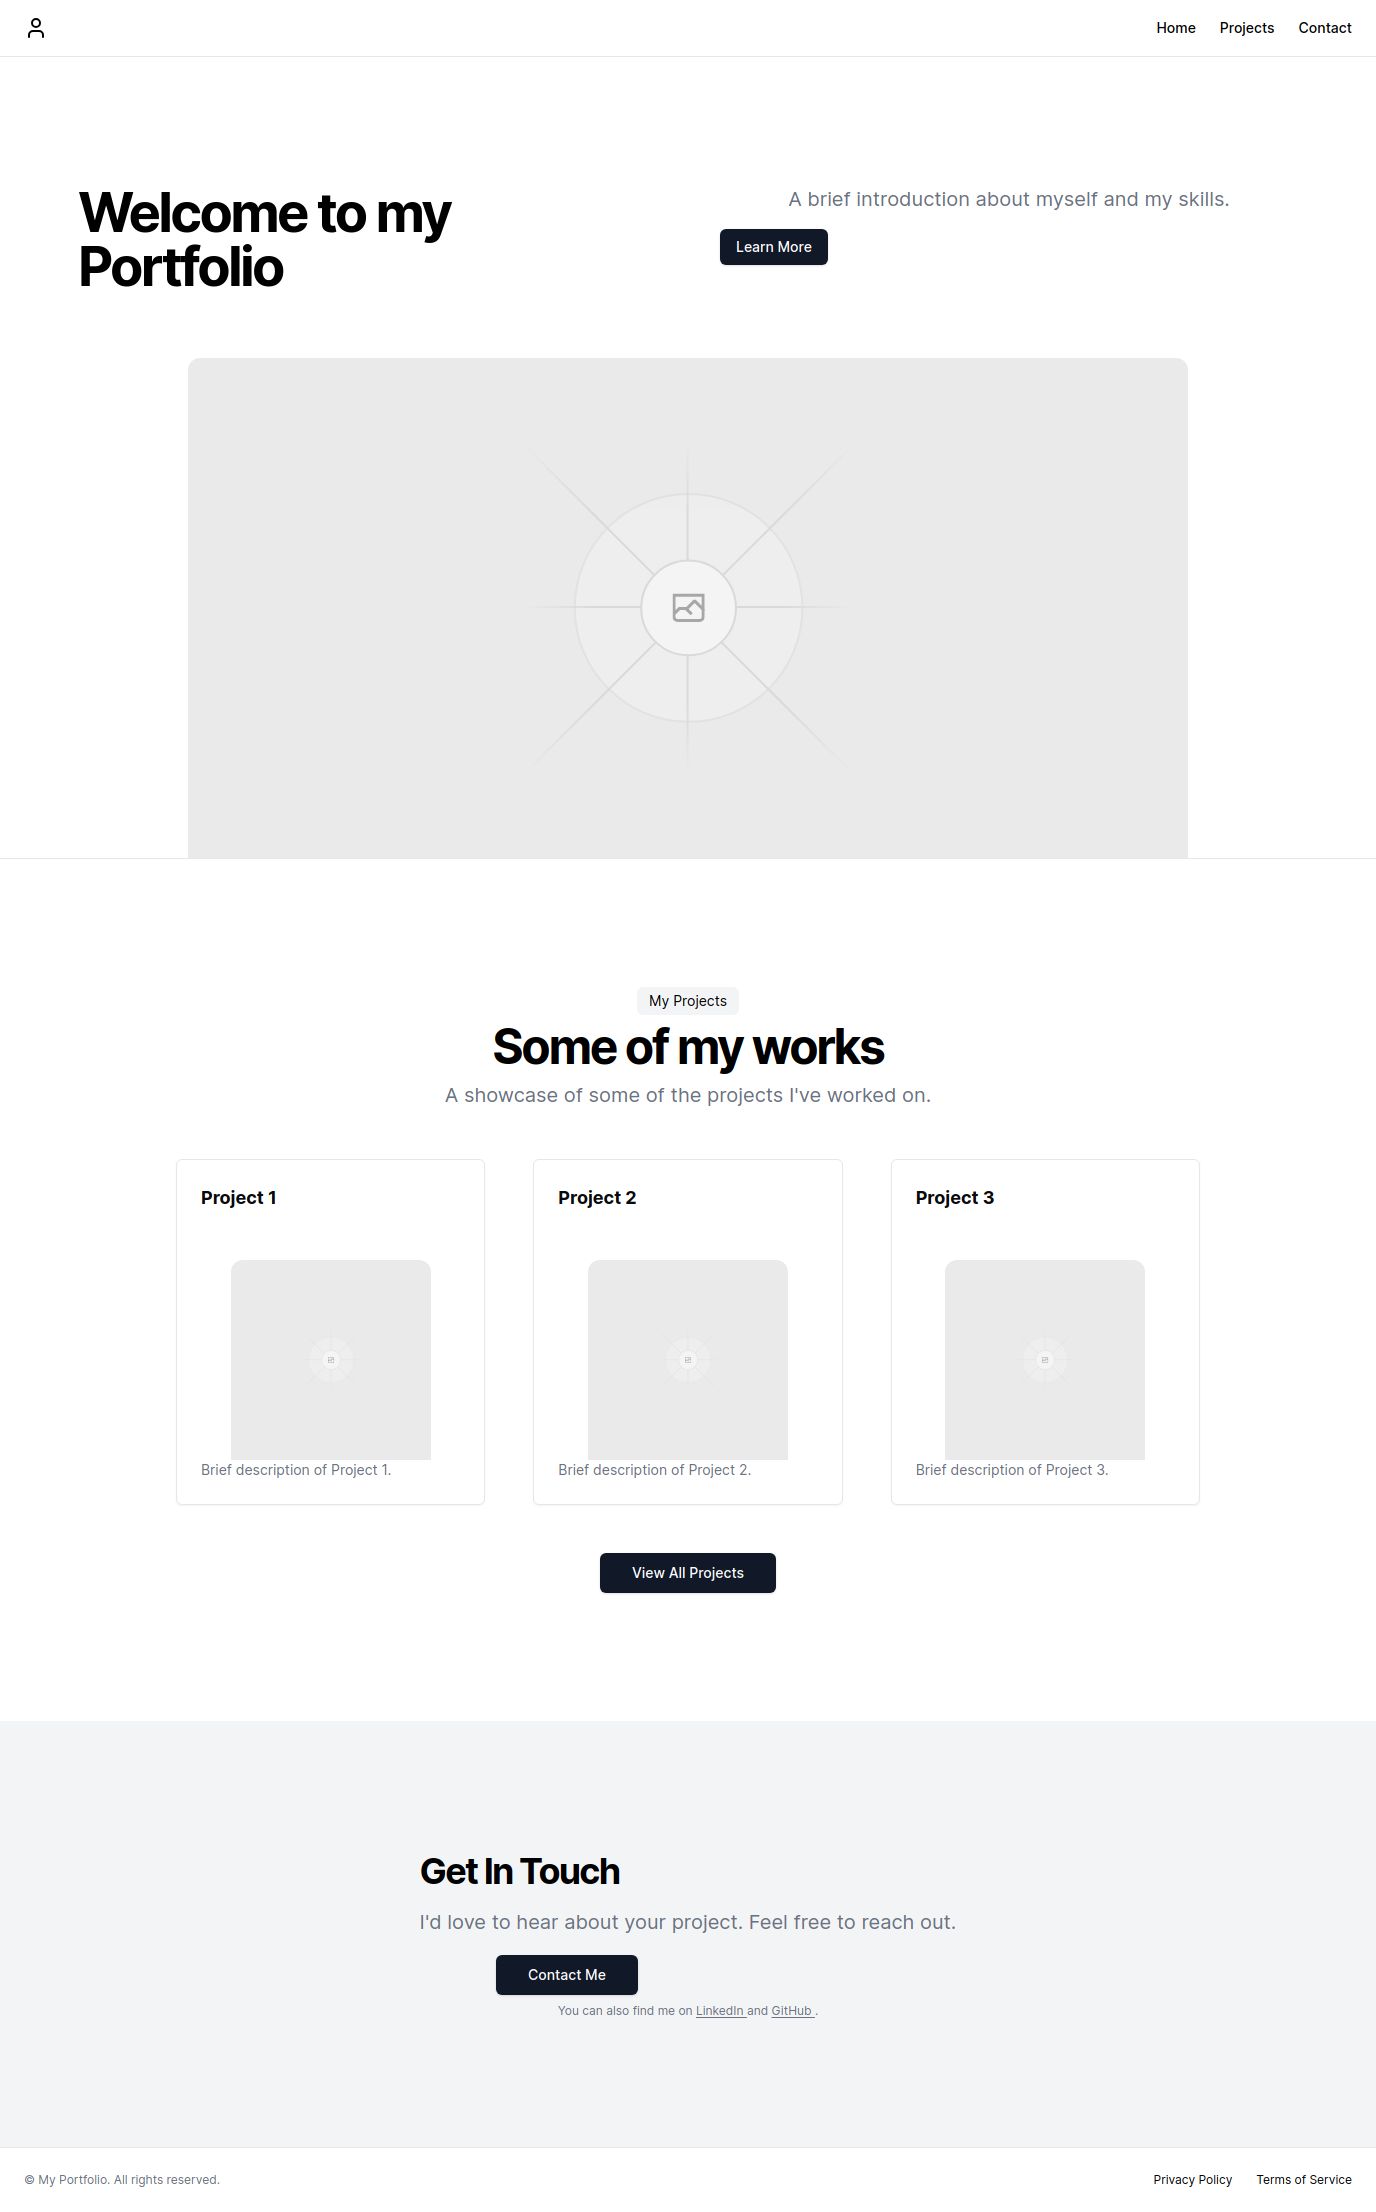 Home Projects Contact
Welcome to my
Portfolio
A brief introduction about myself and my skills.
Learn More
My Projects
Some of my works
A showcase of some of the projects I've worked on.
Project 1
Brief description of Project 1.
Project 2
Brief description of Project 2.
Project 3
Brief description of Project 3.
View All Projects
Get In Touch
I'd love to hear about your project. Feel free to reach out.
Contact Me
You can also find me on LinkedIn and GitHub .
© My Portfolio. All rights reserved.
Privacy Policy Terms of Service